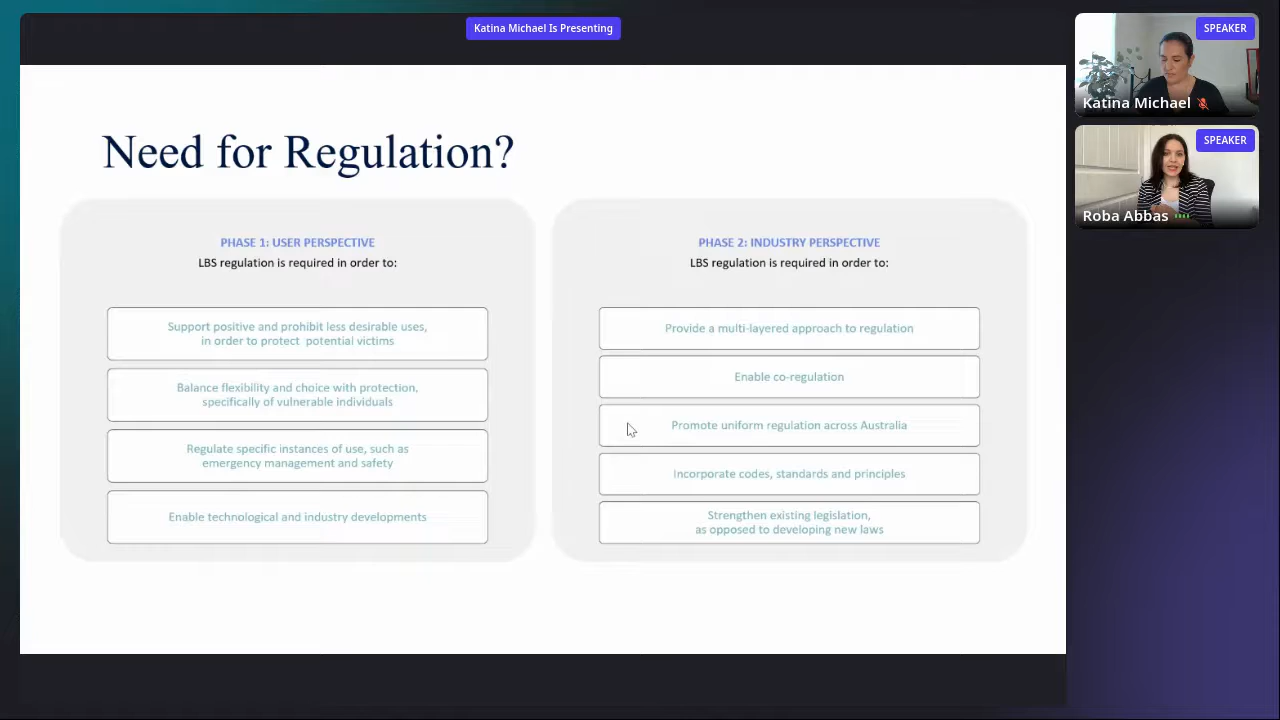 Katina Michael Is Presenting
SPEAKER
Katina Michael
SPEAKER
Roba Abbas
Need for Regulation?
PHASE 1: USER PERSPECTIVE
LBS regulation is required in order to:
Support positive and prohibit less desirable uses,
in order to protect potential victims
Balance flexibility and choice with protection,
specifically of vulnerable individuals
Regulate specific instances of use, such as
emergency management and safety
Enable technological and industry developments
PHASE 2: INDUSTRY PERSPECTIVE
LBS regulation is required in order to:
Provide a multi-layered approach to regulation
Enable co-regulation
Promote uniform regulation across Australia
Incorporate codes, standards and principles
Strengthen existing legislation,
as opposed to developing new laws